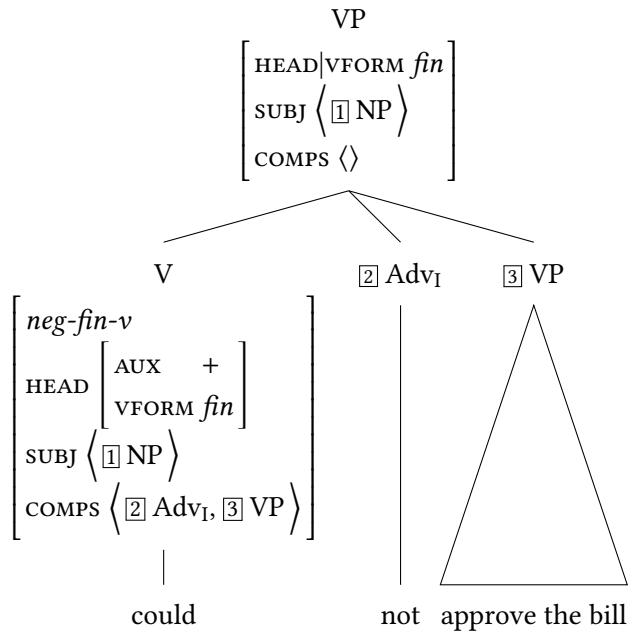 VP
HEAD|VFORM fin
SUBJ ⟨ 1 NP ⟩
COMPS ⟨⟩
V 2 Adv_I 3 VP
neg-fin-v
HEAD [ AUX +
VFORM fin ]
SUBJ ⟨ 1 NP ⟩
COMPS ⟨ 2 Adv_I, 3 VP ⟩
could not approve the bill